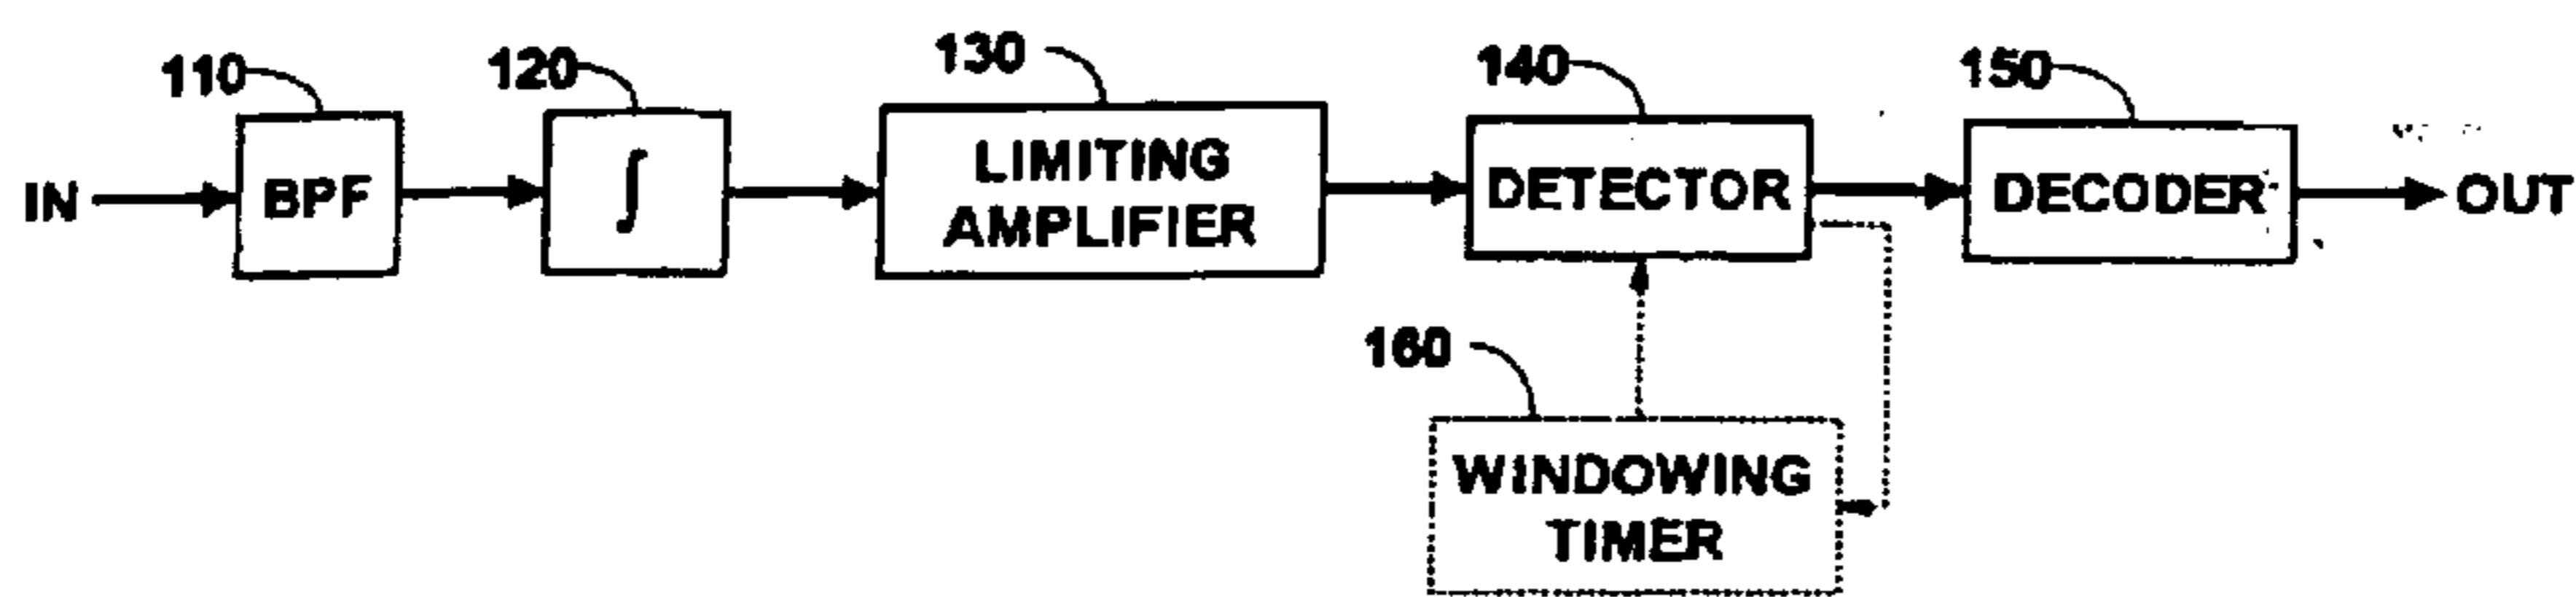 110
120
130
140
150
IN
BPF
∫
LIMITING
AMPLIFIER
DETECTOR
DECODER
OUT
160
WINDOWING
TIMER